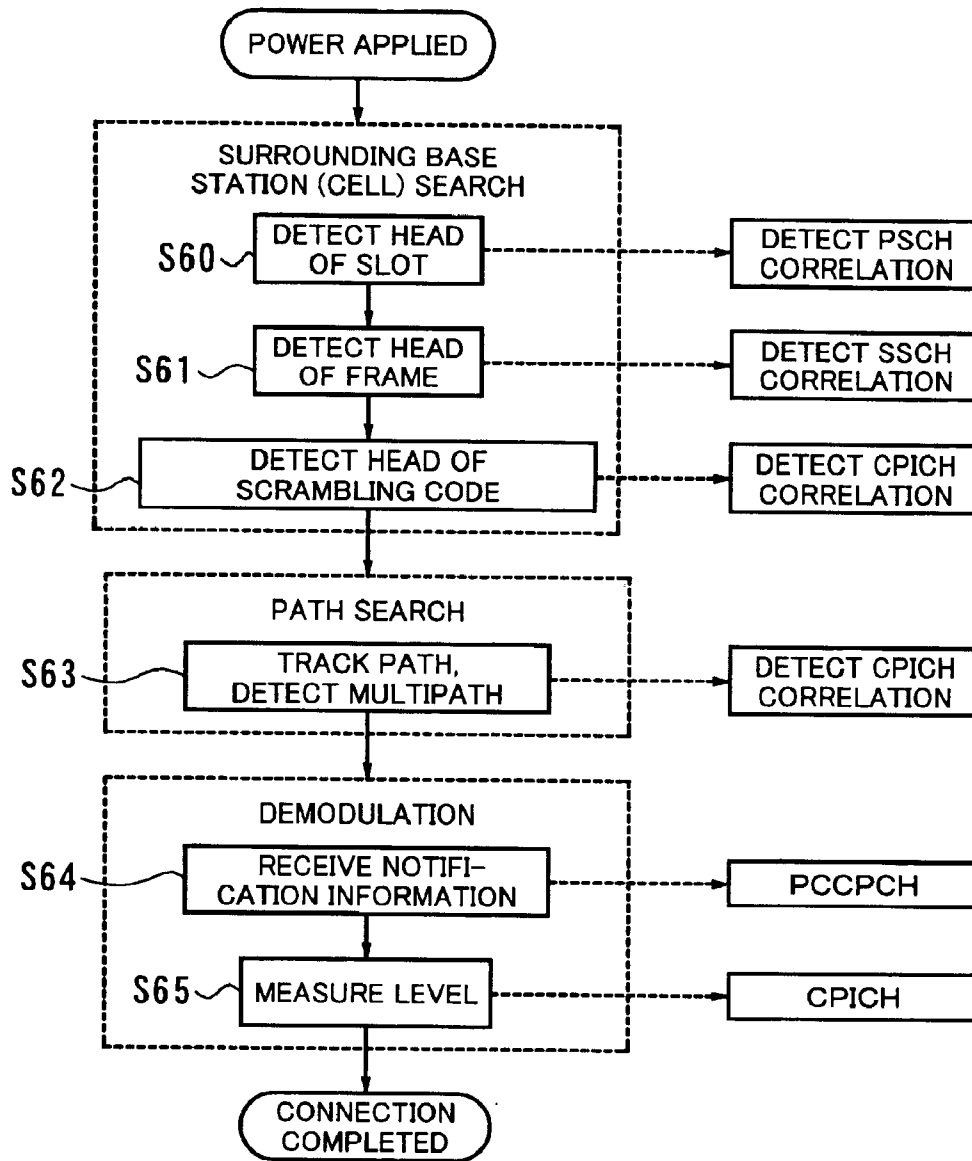 POWER APPLIED
SURROUNDING BASE
STATION (CELL) SEARCH
S60
DETECT HEAD
OF SLOT
DETECT PSCH
CORRELATION
S61
DETECT HEAD
OF FRAME
DETECT SSCH
CORRELATION
S62
DETECT HEAD OF
SCRAMBLING CODE
DETECT CPICH
CORRELATION
PATH SEARCH
S63
TRACK PATH,
DETECT MULTIPATH
DETECT CPICH
CORRELATION
DEMODULATION
S64
RECEIVE NOTIFI-
CATION INFORMATION
PCCPCH
S65
MEASURE LEVEL
CPICH
CONNECTION
COMPLETED